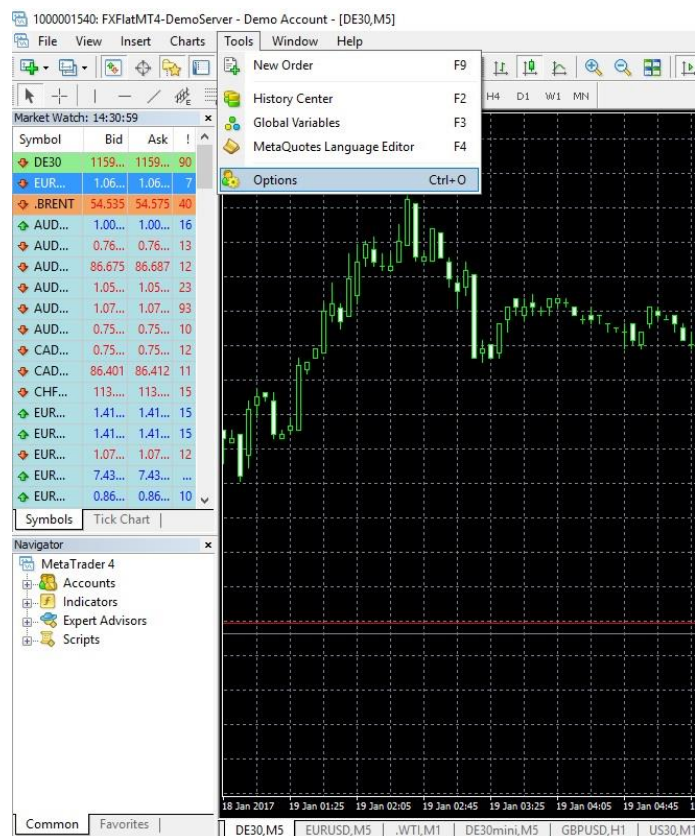 1000001540: FXFlatMT4-DemoServer - Demo Account - [DE30,M5]
File View Insert Charts Tools Window Help
New Order F9
History Center F2
Global Variables F3
MetaQuotes Language Editor F4
Options Ctrl+O
H4 D1 W1 MN
Market Watch: 14:30:59 x
Symbol Bid Ask !
DE30 1159... 1159... 90
EUR... 1.06... 1.06... 7
.BRENT 54.535 54.575 40
AUD... 1.00... 1.00... 16
AUD... 0.76... 0.76... 13
AUD... 86.675 86.687 12
AUD... 1.05... 1.05... 23
AUD... 1.07... 1.07... 93
AUD... 0.75... 0.75... 10
CAD... 0.75... 0.75... 12
CAD... 86.401 86.412 11
CHF... 113.... 113.... 15
EUR... 1.41... 1.41... 15
EUR... 1.41... 1.41... 15
EUR... 1.07... 1.07... 12
EUR... 7.43... 7.43... ...
EUR... 0.86... 0.86... 10
Symbols Tick Chart
Navigator x
MetaTrader 4
Accounts
Indicators
Expert Advisors
Scripts
Common Favorites
18 Jan 2017 19 Jan 01:25 19 Jan 02:05 19 Jan 02:45 19 Jan 03:25 19 Jan 04:05 19 Jan 04:45
DE30,M5 EURUSD,M5 .WTI,M1 DE30mini,M5 GBPUSD,H1 US30,M1